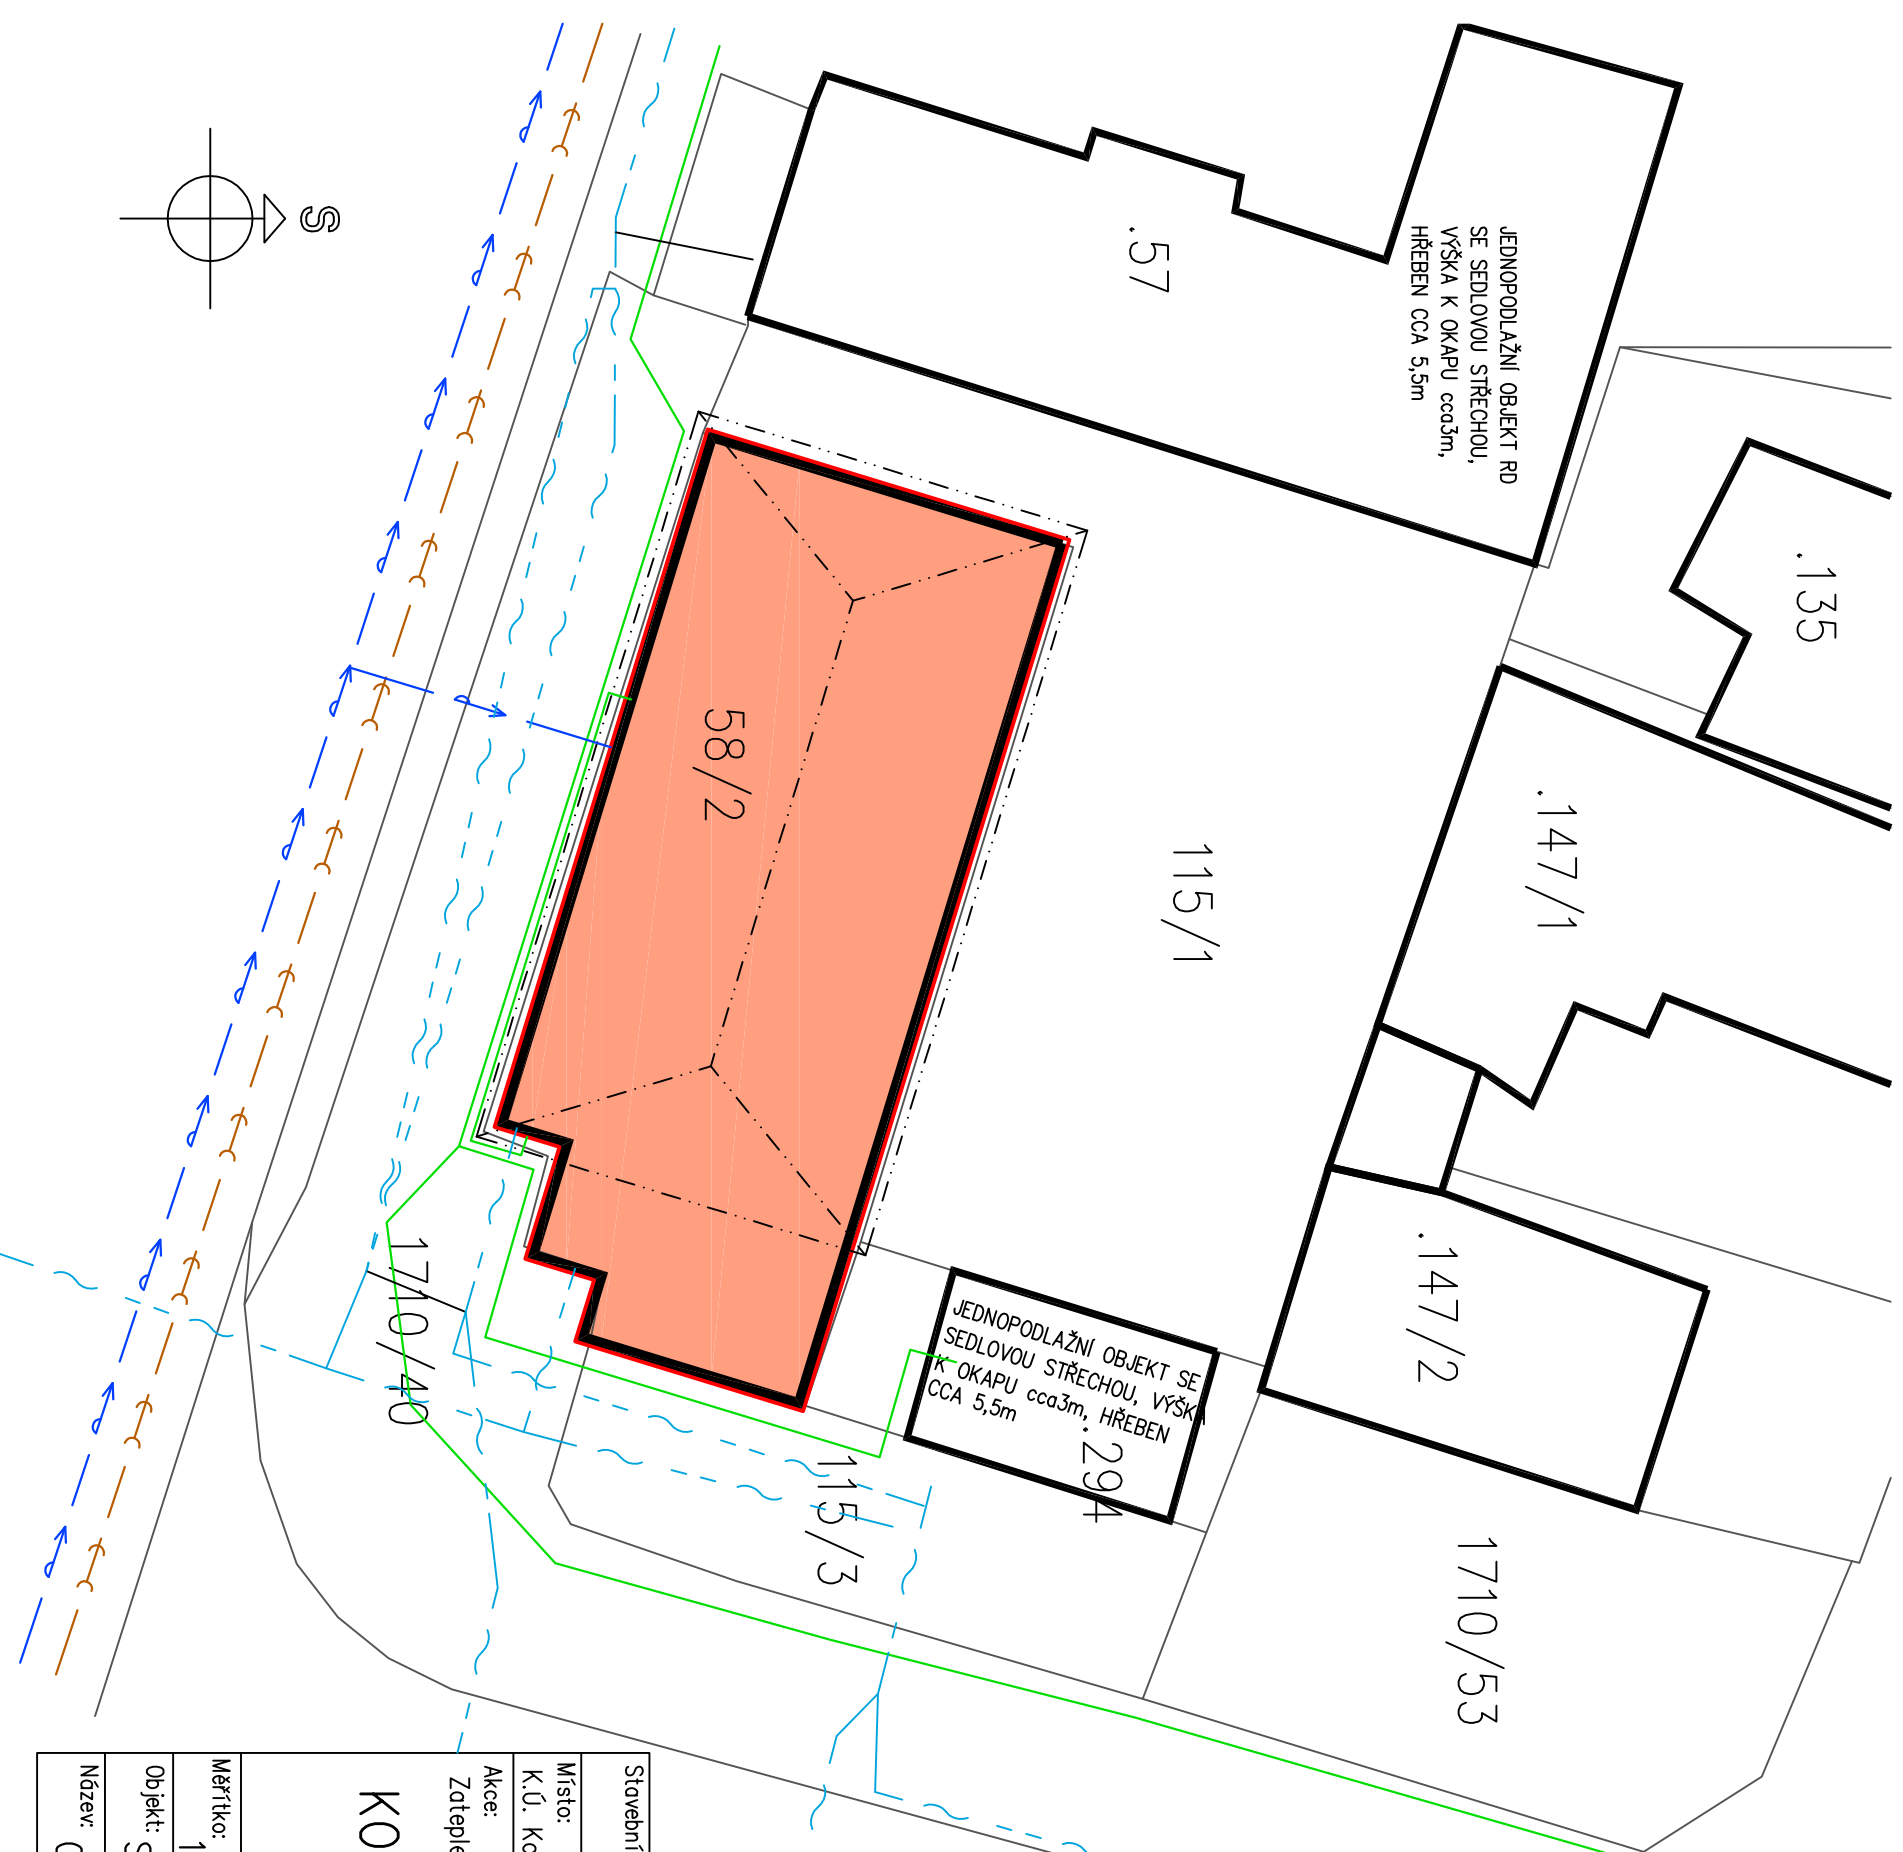 S
.57
JEDNOPODLAŽNÍ OBJEKT RD
SE SEDLOVOU STŘECHOU,
VÝŠKA K OKAPU cca3m,
HŘEBEN CCA 5,5m
.135
58/2
115/1
.147/1
.147/2
1710/40
JEDNOPODLAŽNÍ OBJEKT SE
SEDLOVOU STŘECHOU, VÝŠKA
K OKAPU cca3m, HŘEBEN
CCA 5,5m
.294
115/3
1710/53
Stavební
Místo:
K.Ú.
Akce:
KO
Měřítko:
1
Objekt:
S
Název: